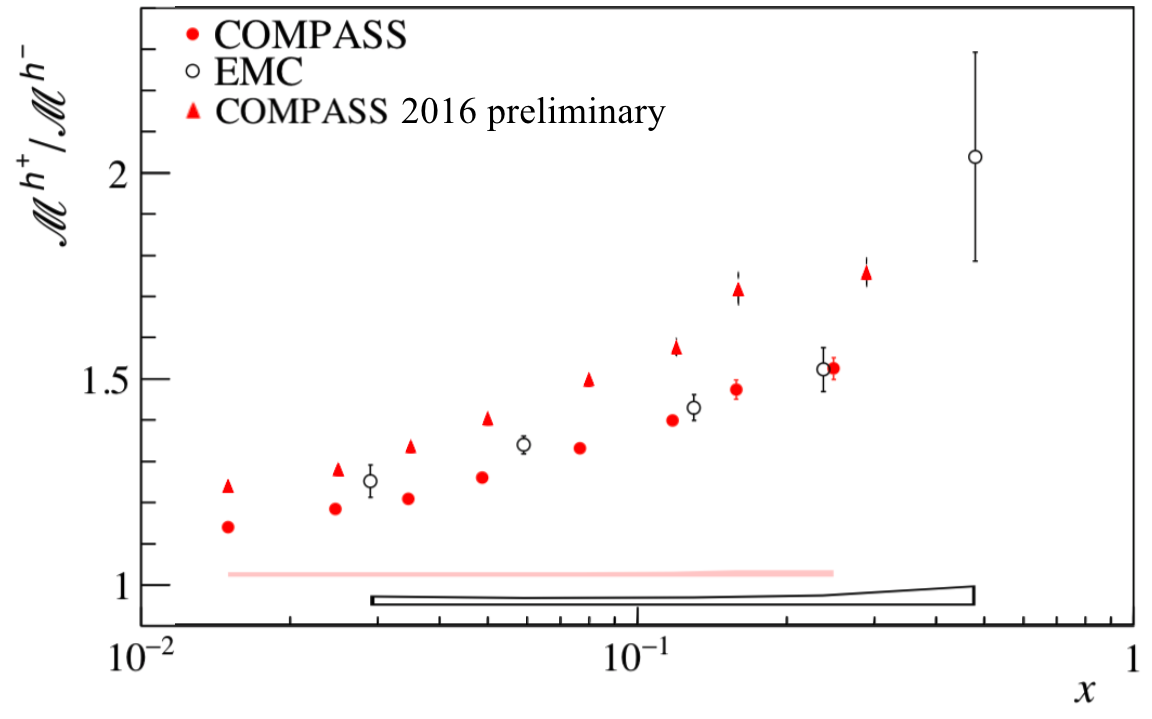 COMPASS
EMC
COMPASS 2016 preliminary
ℳ^{h⁺}/ℳ^{h⁻}
2
1.5
1
10⁻² 10⁻¹ 1
x